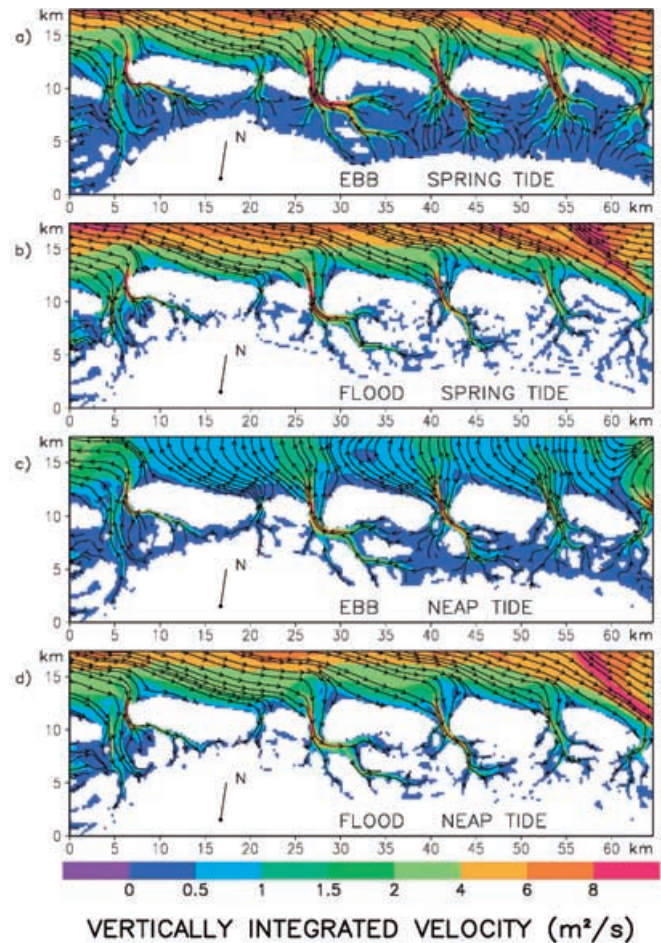 km
a)
15
10
5
0
N
EBB SPRING TIDE
0 5 10 15 20 25 30 35 40 45 50 55 60 km
km
b)
15
10
5
0
N
FLOOD SPRING TIDE
0 5 10 15 20 25 30 35 40 45 50 55 60 km
km
c)
15
10
5
0
N
EBB NEAP TIDE
0 5 10 15 20 25 30 35 40 45 50 55 60 km
km
d)
15
10
5
0
N
FLOOD NEAP TIDE
0 5 10 15 20 25 30 35 40 45 50 55 60 km
0 0.5 1 1.5 2 4 6 8
VERTICALLY INTEGRATED VELOCITY (m²/s)